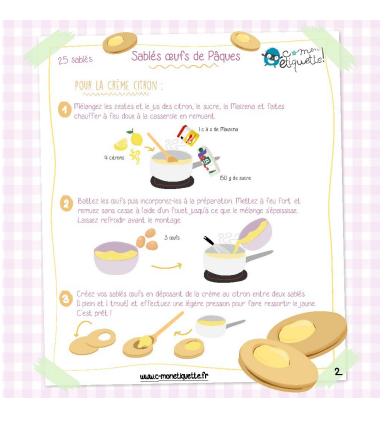 25 sablés
Sablés œufs de Pâques
c-mon
étiquette!
POUR LA CRÈME CITRON :
1 Mélangez les zestes et le jus des citron, le sucre, la Maïzena et faites
chauffer à feu doux à la casserole en remuant.
1 c à s de Maïzena
4 citrons
150 g de sucre
2 Battez les œufs puis incorporez-les à la préparation. Mettez à feu fort et
remuez sans cesse à l'aide d'un fouet, jusqu'à ce que le mélange s'épaississe.
Laissez refroidir avant le montage.
3 œufs
3 Créez vos sablés œufs en déposant de la crème au citron entre deux sablés
(1 plein et 1 troué) et effectuez une légère pression pour faire ressortir le jaune.
C'est prêt !
www.c-monetiquette.fr
2